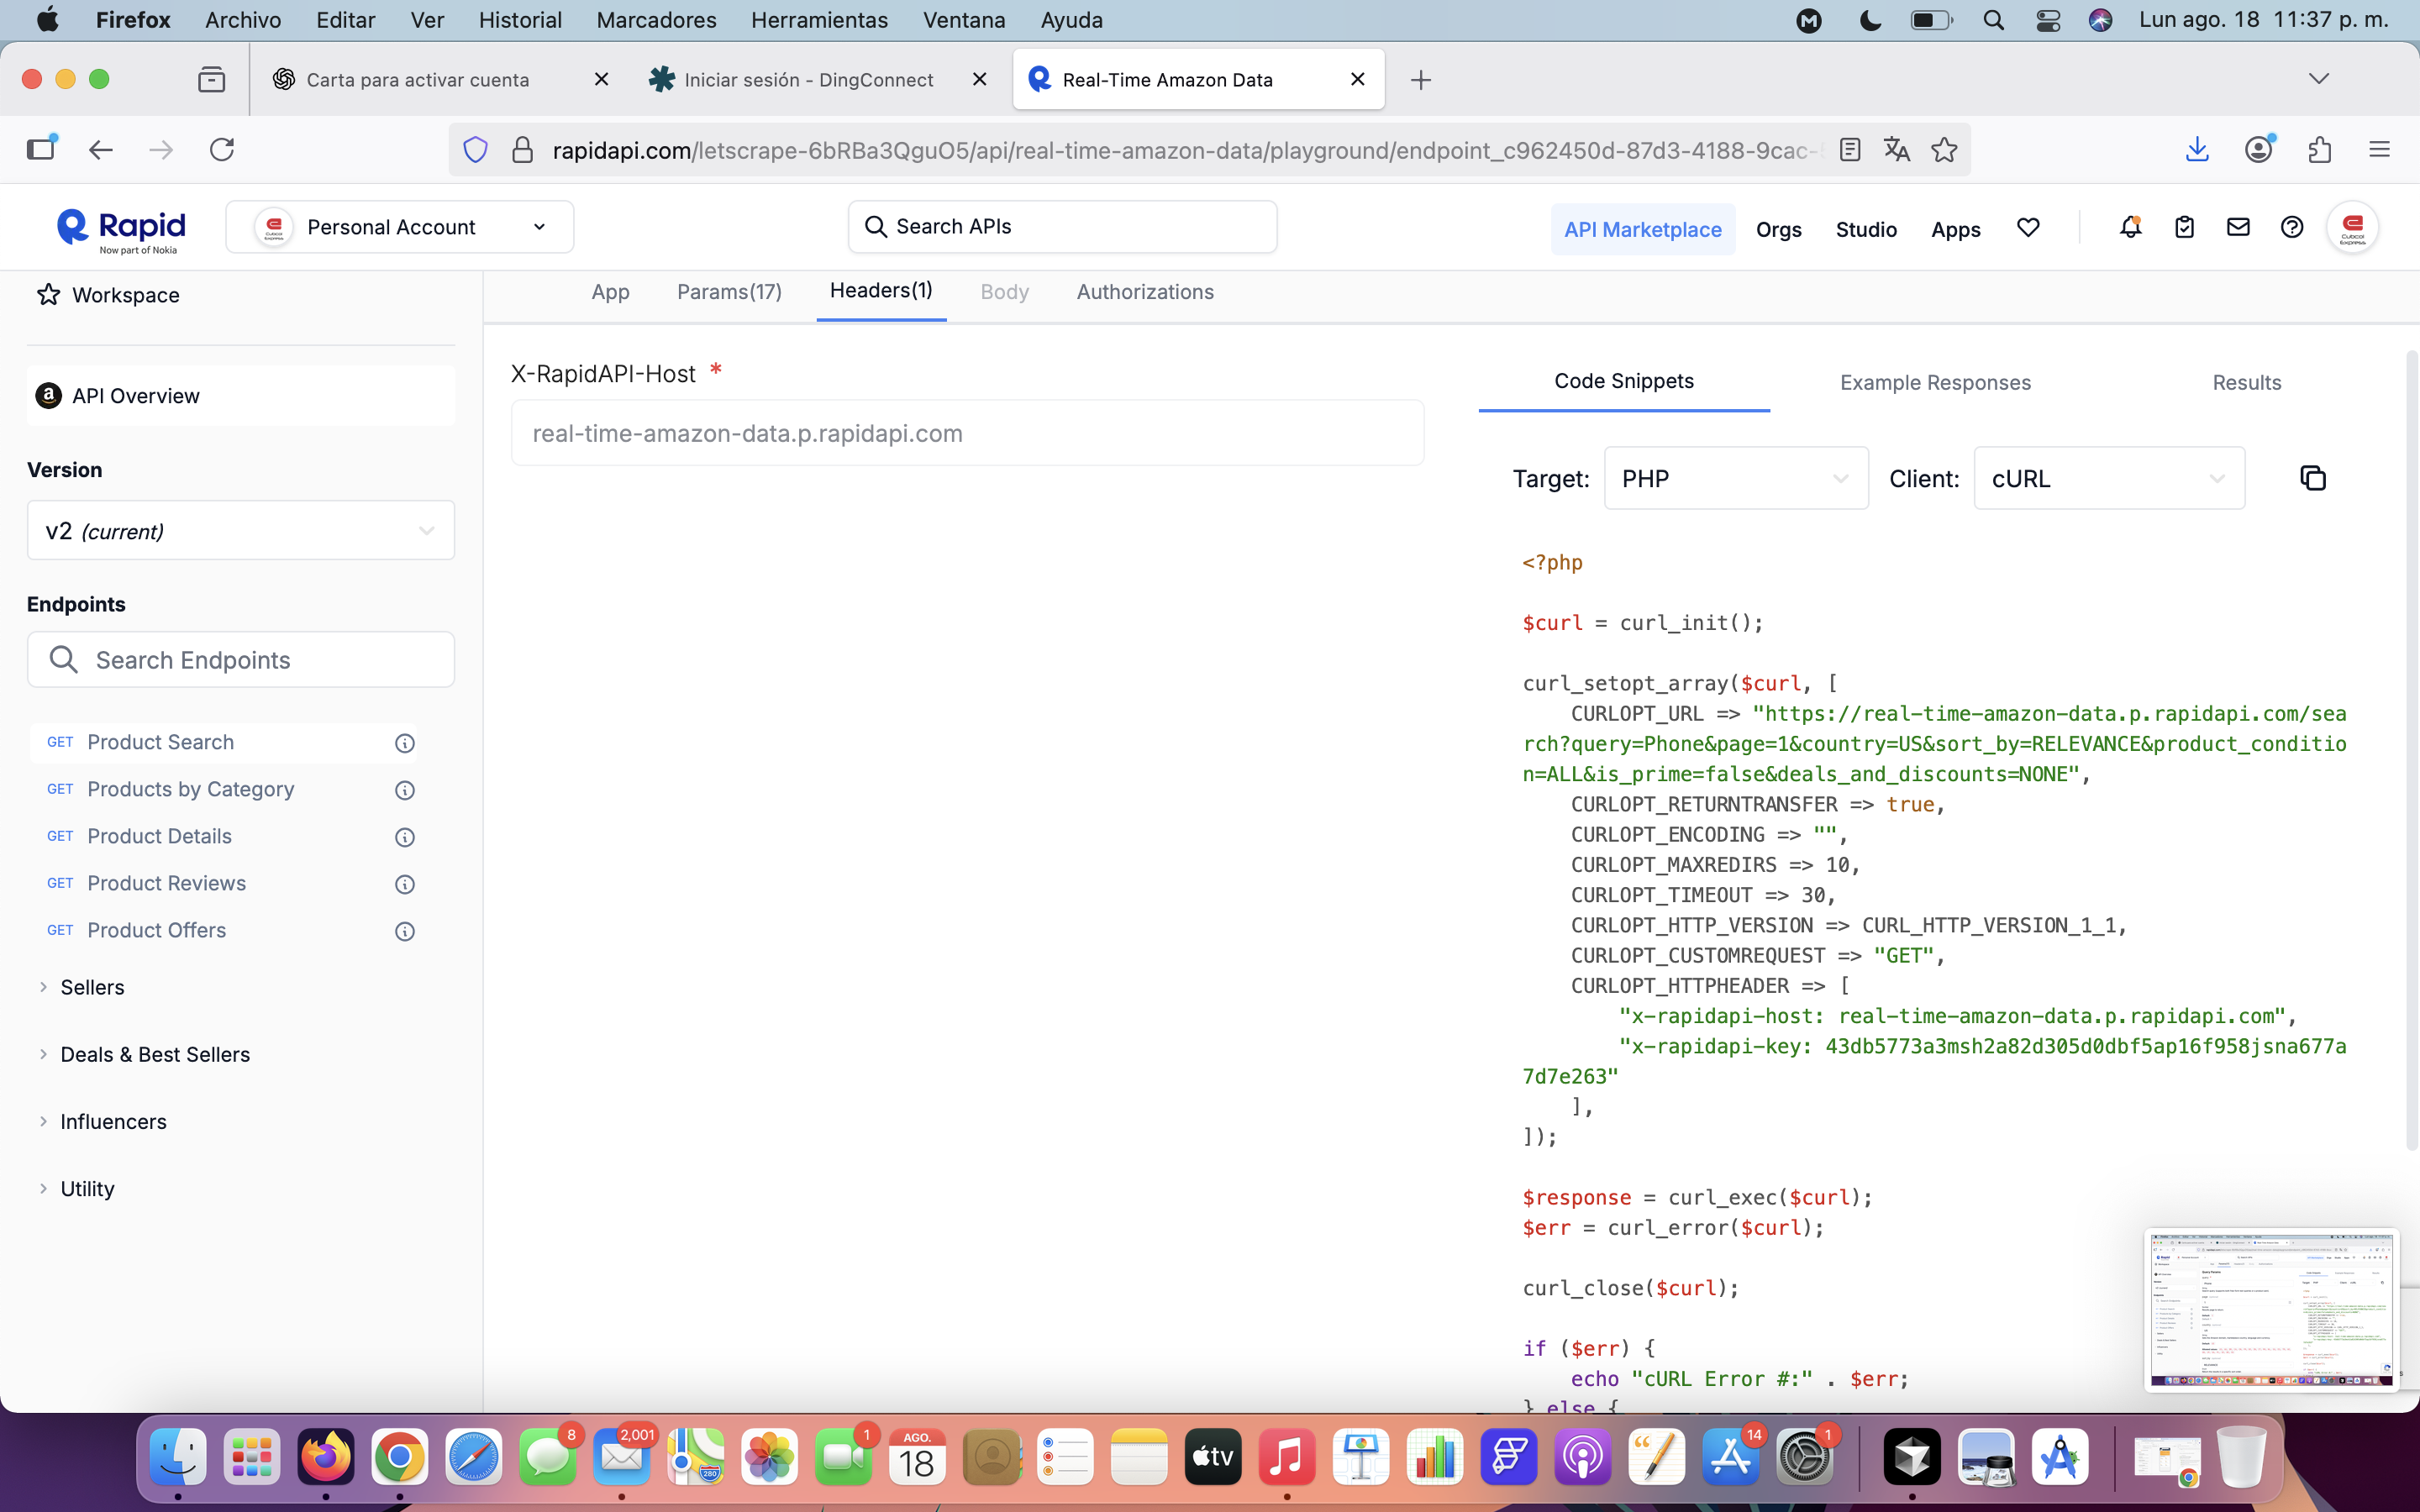 Firefox Archivo Editar Ver Historial Marcadores Herramientas Ventana Ayuda Lun ago. 18 11:37 p. m.
Carta para activar cuenta
Iniciar sesión - DingConnect
Real-Time Amazon Data
rapidapi.com/letscrape-6bRBa3QguO5/api/real-time-amazon-data/playground/endpoint_c962450d-87d3-4188-9cac-
Rapid
Now part of Nokia
Personal Account
Search APIs
API Marketplace Orgs Studio Apps
Cubcol
Express
Workspace
App Params(17) Headers(1) Body Authorizations
API Overview
Version
v2 (current)
Endpoints
Search Endpoints
GET Product Search
GET Products by Category
GET Product Details
GET Product Reviews
GET Product Offers
Sellers
Deals & Best Sellers
Influencers
Utility
X-RapidAPI-Host *
real-time-amazon-data.p.rapidapi.com
Code Snippets Example Responses Results
Target: PHP Client: cURL
<?php
$curl = curl_init();
curl_setopt_array($curl, [
CURLOPT_URL => "https://real-time-amazon-data.p.rapidapi.com/sea
rch?query=Phone&page=1&country=US&sort_by=RELEVANCE&product_conditio
n=ALL&is_prime=false&deals_and_discounts=NONE",
CURLOPT_RETURNTRANSFER => true,
CURLOPT_ENCODING => "",
CURLOPT_MAXREDIRS => 10,
CURLOPT_TIMEOUT => 30,
CURLOPT_HTTP_VERSION => CURL_HTTP_VERSION_1_1,
CURLOPT_CUSTOMREQUEST => "GET",
CURLOPT_HTTPHEADER => [
"x-rapidapi-host: real-time-amazon-data.p.rapidapi.com",
"x-rapidapi-key: 43db5773a3msh2a82d305d0dbf5ap16f958jsna677a
7d7e263"
],
]);
$response = curl_exec($curl);
$err = curl_error($curl);
curl_close($curl);
if ($err) {
echo "cURL Error #:" . $err;
} else {
8
2,001
280
1
AGO.
18
tv
14
1